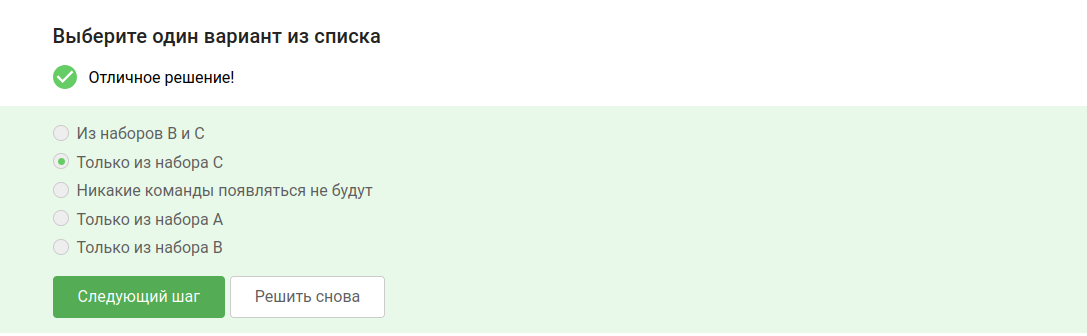 Выберите один вариант из списка
Отличное решение!
Из наборов B и C
Только из набора C
Никакие команды появляться не будут
Только из набора A
Только из набора B
Следующий шаг
Решить снова